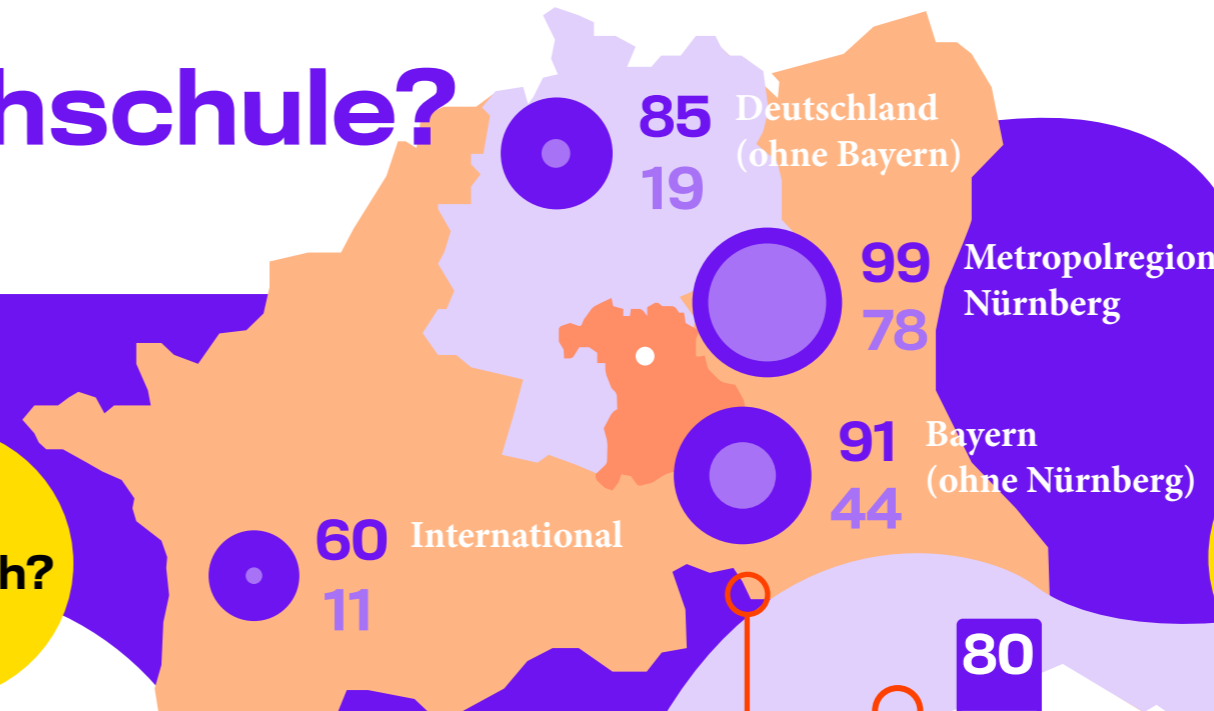 hschule?
85 Deutschland
(ohne Bayern)
19
99 Metropolregion
Nürnberg
78
91 Bayern
(ohne Nürnberg)
44
60 International
11
h?
80